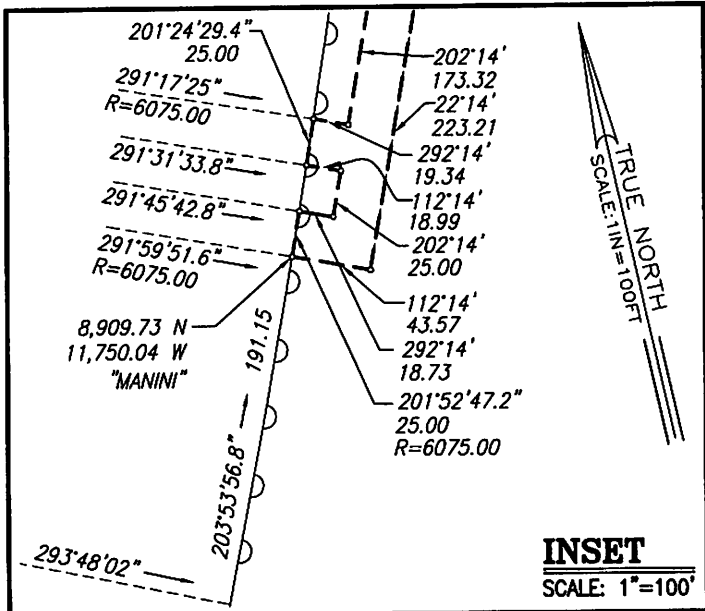 201°24'29.4"
25.00
291°17'25"
R=6075.00
291°31'33.8"
291°45'42.8"
291°59'51.6"
R=6075.00
8,909.73 N
11,750.04 W
"MANINI"
191.15
203°53'56.8"
293°48'02"
202°14'
173.32
22°14'
223.21
292°14'
19.34
112°14'
18.99
202°14'
25.00
112°14'
43.57
292°14'
18.73
201°52'47.2"
25.00
R=6075.00
TRUE NORTH
SCALE: 1IN=100FT
INSET
SCALE: 1"=100'